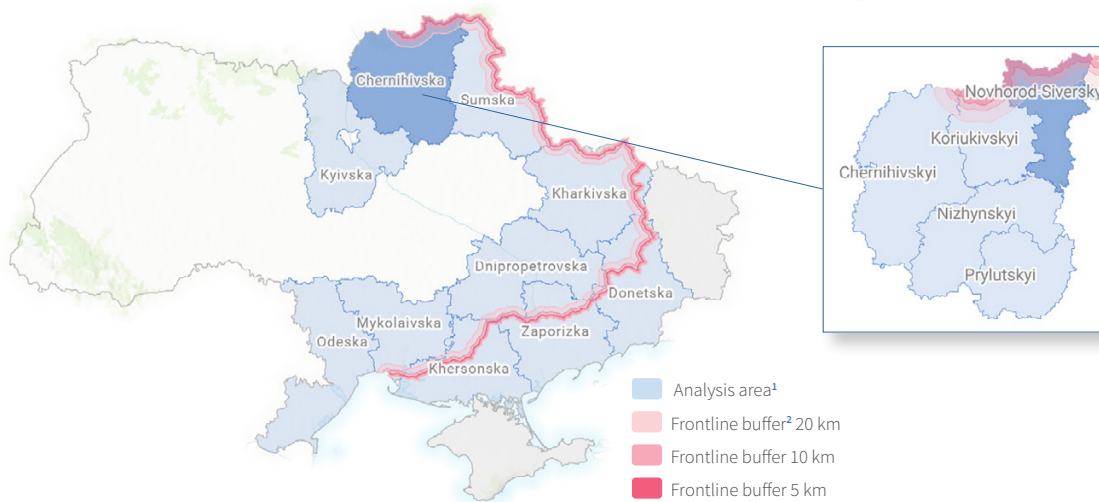 Chernihivska
Sumska
Kyivska
Kharkivska
Dnipropetrovska
Donetska
Mykolaivska
Zaporizka
Odeska
Khersonska
Novhorod-Siversky
Koriukivskyi
Chernihivskyi
Nizhynskyi
Prylutskyi
Analysis area¹
Frontline buffer² 20 km
Frontline buffer 10 km
Frontline buffer 5 km